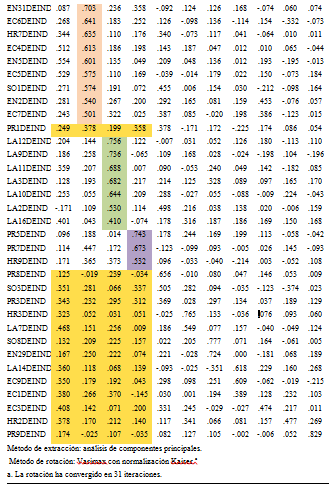 EN31DEIND .087 .703 .236 .358 -.092 .124 .126 .168 -.074 .060 .074
EC6DEIND .268 .641 .183 .252 .126 -.098 .136 -.114 .154 -.332 -.073
HR7DEIND .344 .635 .110 .176 .340 -.073 .117 .041 -.064 .010 .011
EC4DEIND .512 .613 .186 .198 .143 .187 .047 .012 .010 .065 -.044
EN5DEIND .554 .601 .135 .049 .209 .048 .136 .012 .193 -.195 -.013
EC5DEIND .529 .575 .110 .169 -.039 -.014 .179 .022 .150 -.073 .184
SO1DEIND .271 .574 .191 .072 .455 .006 .154 .030 -.212 -.098 .164
EN2DEIND .281 .540 .267 .200 .292 .165 .081 .159 .453 -.076 .057
EC7DEIND .243 .501 .322 .025 .387 .085 -.020 .198 .386 -.123 .015
PR1DEIND .249 .378 .199 .358 .378 -.171 .172 -.225 .174 .086 .054
LA12DEIND .204 .144 .756 .122 -.007 .031 .052 .126 .180 -.113 .110
LA9DEIND .186 .258 .736 -.065 .109 .168 .028 -.024 -.198 .104 -.196
LA11DEIND .359 .207 .688 .007 .090 -.053 .240 .049 .142 -.182 .085
LA3DEIND .128 .193 .682 .217 .214 .125 .328 .089 .097 .165 .170
LA10DEIND .253 .055 .644 .209 .288 -.027 .055 -.088 -.009 .224 -.043
LA2DEIND -.171 .109 .530 .114 .498 .216 .038 .138 .020 -.006 .159
LA16DEIND .401 .043 .410 -.074 .178 .316 .187 .186 .169 .150 .168
PR5DEIND .096 .188 .014 .743 .178 .244 .169 .199 .113 -.058 -.042
PR7DEIND .114 .447 .172 .673 -.123 -.099 .093 -.005 .026 .145 -.093
HR9DEIND .171 .365 .373 .532 .096 -.033 -.040 -.214 .003 -.052 .108
PR8DEIND .125 -.019 .239 -.034 .656 -.010 .080 .047 .146 .053 .009
SO3DEIND .351 .281 .066 .337 .505 .282 .094 -.035 -.123 -.374 .023
PR3DEIND .343 .232 .295 .312 .369 .028 .297 .134 .037 .189 .129
HR3DEIND .323 .052 .031 .051 -.025 .765 .133 -.036 .076 .093 .060
LA7DEIND .468 .151 .256 .009 .186 .549 .077 .157 -.040 -.049 .124
SO8DEIND .132 .209 .225 .157 .022 .205 .777 .171 .164 -.061 .005
EN29DEIND .167 .250 .222 .074 .221 -.028 .724 .000 -.181 .068 .189
LA14DEIND .360 .118 .068 .139 -.093 -.025 -.351 .618 .229 .160 .268
EC9DEIND .350 .179 .192 .043 .298 .098 .251 .609 -.062 -.019 -.215
EC1DEIND .380 .266 .370 -.145 .030 .001 .194 .389 .128 .232 .103
EC3DEIND .408 .142 .071 .200 .331 .245 -.029 -.027 .474 .217 .011
HR2DEIND .378 .170 .212 .140 .117 .341 .066 .081 .157 .477 .269
PR9DEIND .174 -.025 .107 -.035 .082 .127 .105 -.002 -.006 .052 .829
Método de extracción: análisis de componentes principales.
Método de rotación: Varimax con normalización Kaiser.a
a. La rotación ha convergido en 31 iteraciones.